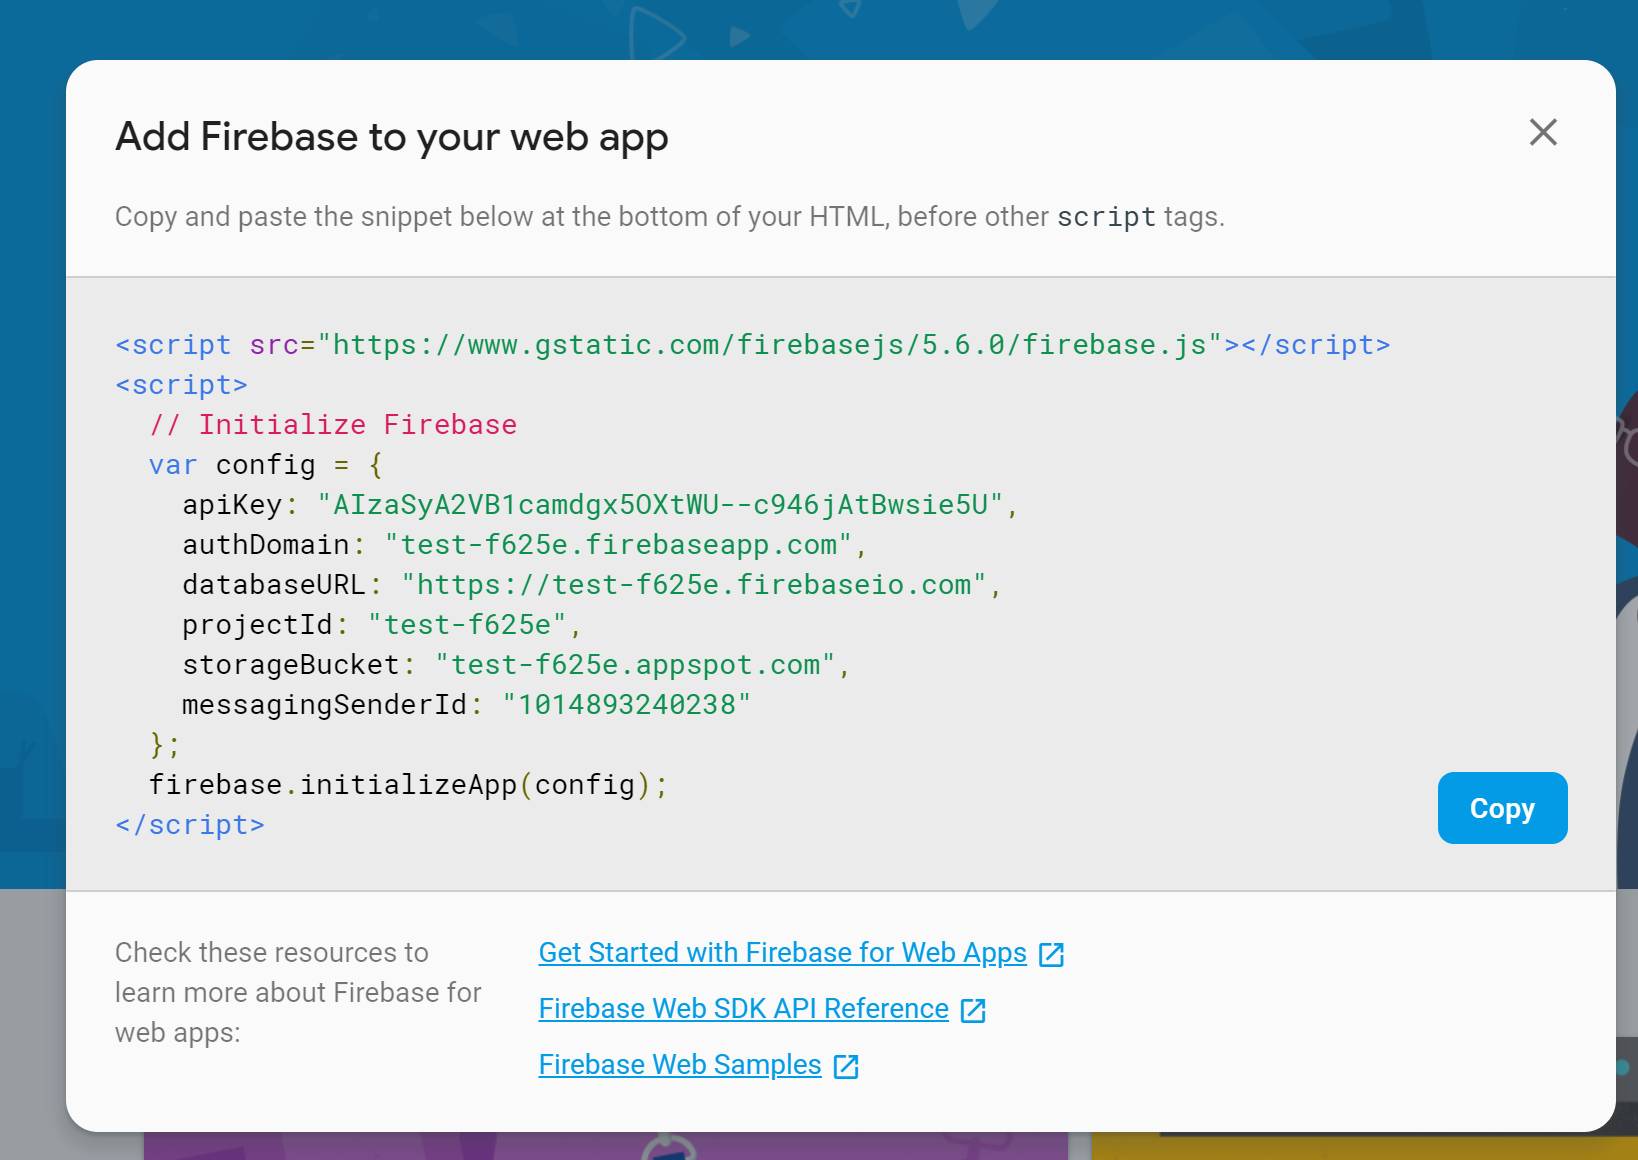 Add Firebase to your web app
Copy and paste the snippet below at the bottom of your HTML, before other script tags.
<script src="https://www.gstatic.com/firebasejs/5.6.0/firebase.js"></script>
<script>
  // Initialize Firebase
  var config = {
    apiKey: "AIzaSyA2VB1camdgx5OXtWU--c946jAtBwsie5U",
    authDomain: "test-f625e.firebaseapp.com",
    databaseURL: "https://test-f625e.firebaseio.com",
    projectId: "test-f625e",
    storageBucket: "test-f625e.appspot.com",
    messagingSenderId: "1014893240238"
  };
  firebase.initializeApp(config);
</script>
Copy
Check these resources to
learn more about Firebase for
web apps:
Get Started with Firebase for Web Apps
Firebase Web SDK API Reference
Firebase Web Samples